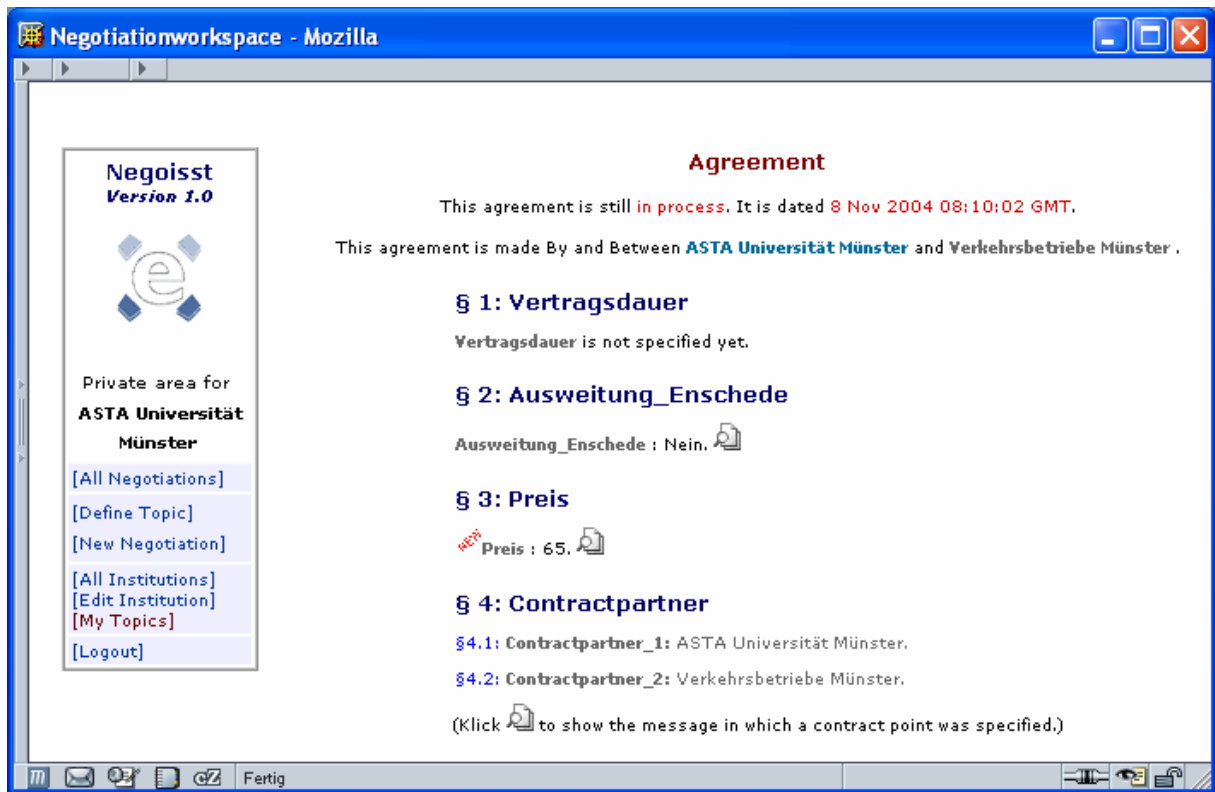 Negotiationworkspace - Mozilla
Negoisst
Version 1.0
e
Private area for
ASTA Universität
Münster
[All Negotiations]
[Define Topic]
[New Negotiation]
[All Institutions]
[Edit Institution]
[My Topics]
[Logout]
Agreement
This agreement is still in process. It is dated 8 Nov 2004 08:10:02 GMT.
This agreement is made By and Between ASTA Universität Münster and Verkehrsbetriebe Münster .
§ 1: Vertragsdauer
Vertragsdauer is not specified yet.
§ 2: Ausweitung_Enschede
Ausweitung_Enschede : Nein.
§ 3: Preis
NEW Preis : 65.
§ 4: Contractpartner
§4.1: Contractpartner_1: ASTA Universität Münster.
§4.2: Contractpartner_2: Verkehrsbetriebe Münster.
(Klick to show the message in which a contract point was specified.)
m cZ Fertig